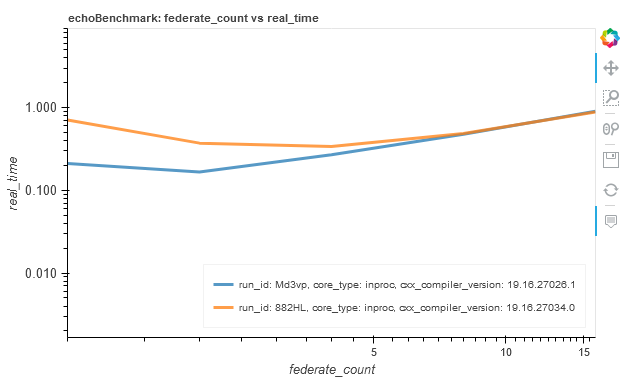 echoBenchmark: federate_count vs real_time
1.000
0.100
0.010
real_time
run_id: Md3vp, core_type: inproc, cxx_compiler_version: 19.16.27026.1
run_id: 882HL, core_type: inproc, cxx_compiler_version: 19.16.27034.0
5
10
15
federate_count